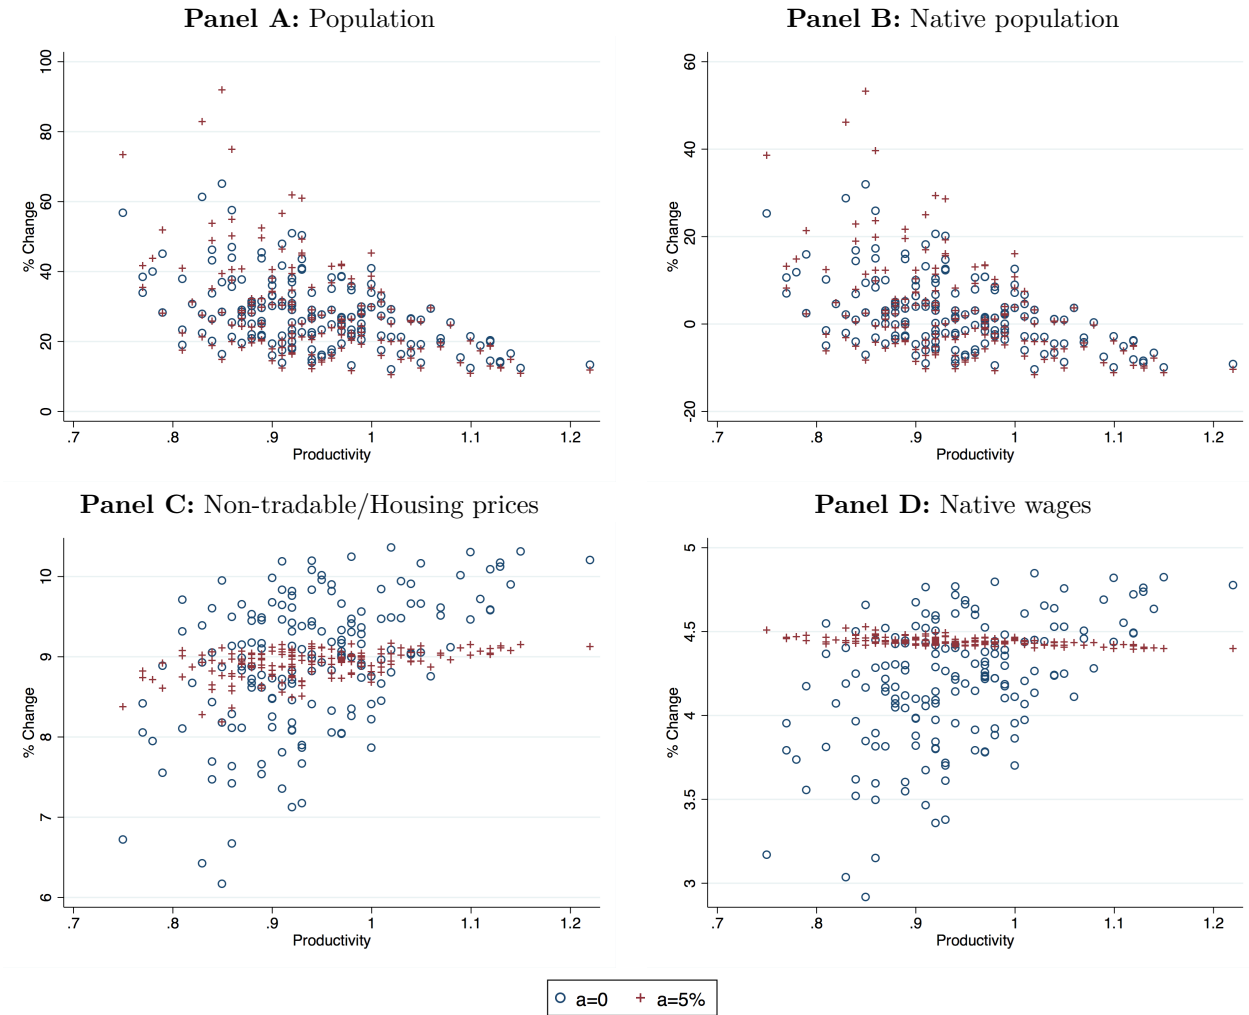 Panel A: Population
% Change
100
80
60
40
20
0
.7 .8 .9 1 1.1 1.2
Productivity
Panel B: Native population
% Change
60
40
20
0
-20
.7 .8 .9 1 1.1 1.2
Productivity
Panel C: Non-tradable/Housing prices
% Change
10
9
8
7
6
.7 .8 .9 1 1.1 1.2
Productivity
Panel D: Native wages
% Change
5
4.5
4
3.5
3
.7 .8 .9 1 1.1 1.2
Productivity
a=0 a=5%